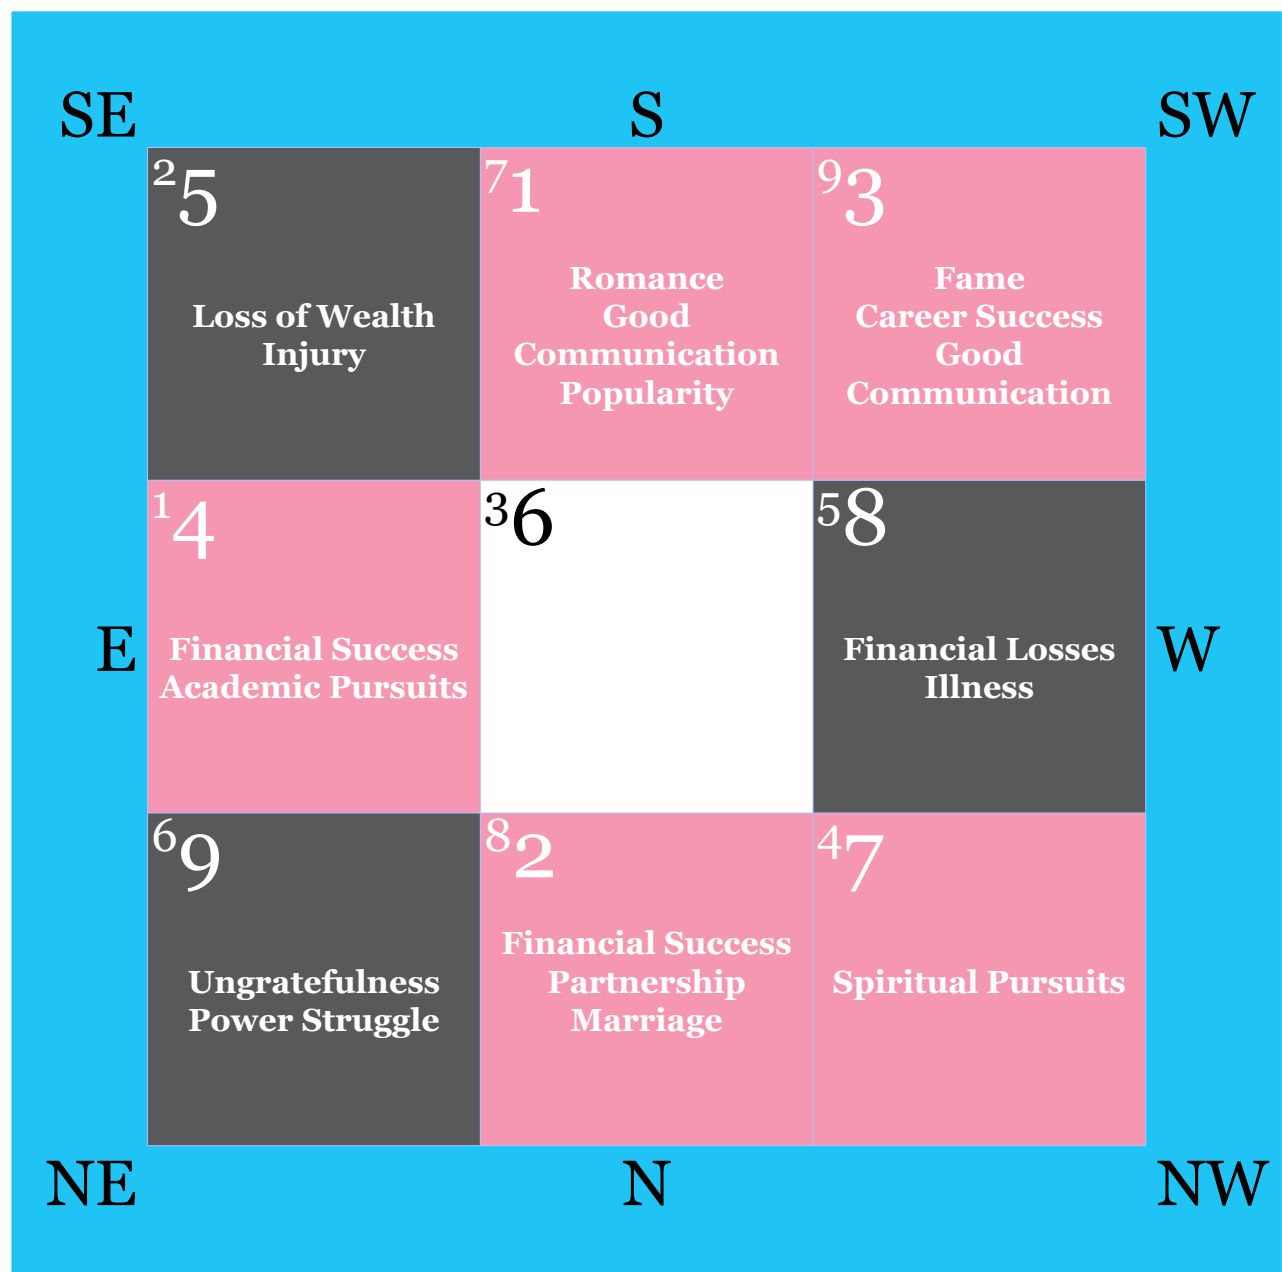 SE S SW
25 71 93
Loss of Wealth
Injury
Romance
Good
Communication
Popularity
Fame
Career Success
Good
Communication
E
14 36 58
Financial Success
Academic Pursuits
Financial Losses
Illness
W
69 82 47
Ungratefulness
Power Struggle
Financial Success
Partnership
Marriage
Spiritual Pursuits
NE N NW